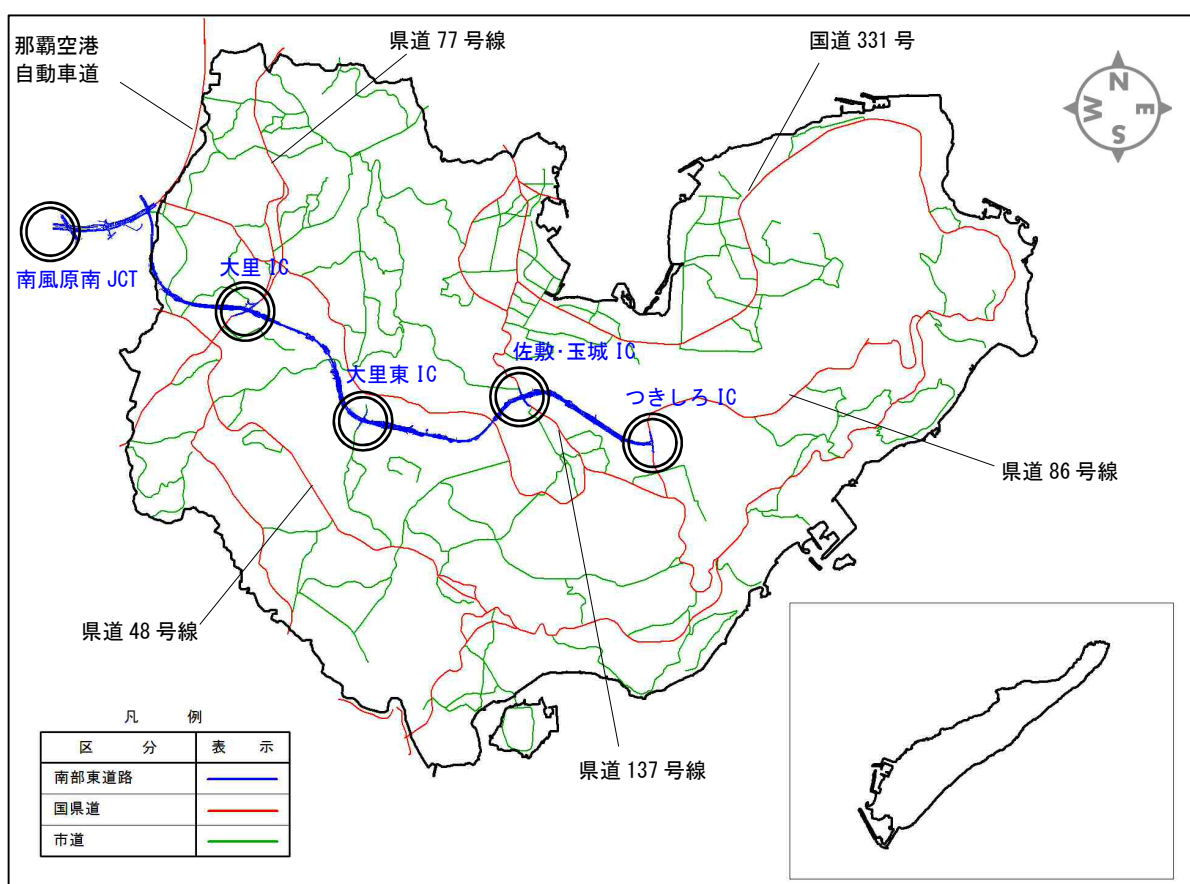 那覇空港
自動車道
県道 77 号線
国道 331 号
N
W
E
S
南風原南 JCT
大里 IC
大里東 IC
佐敷・玉城 IC
つきしろ IC
県道 86 号線
県道 48 号線
県道 137 号線
凡 例
区 分 表 示
南部東道路
国県道
市道